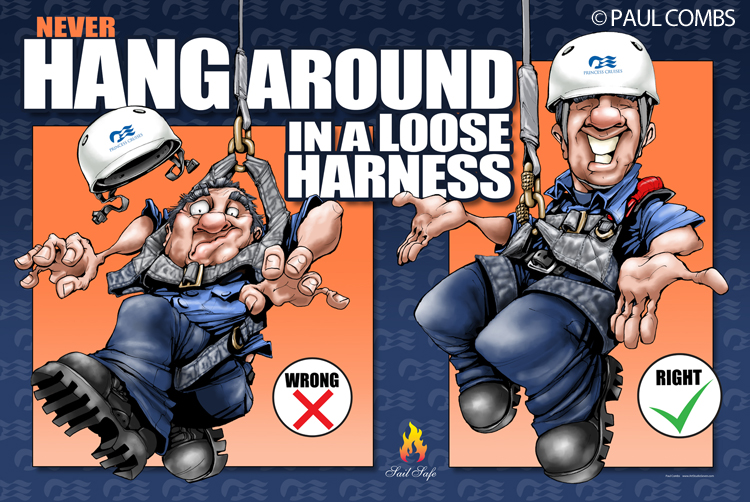 © PAUL COMBS
NEVER
HANG AROUND
IN A LOOSE
HARNESS
PRINCESS CRUISES
PRINCESS CRUISES
WRONG
RIGHT
Sail Safe